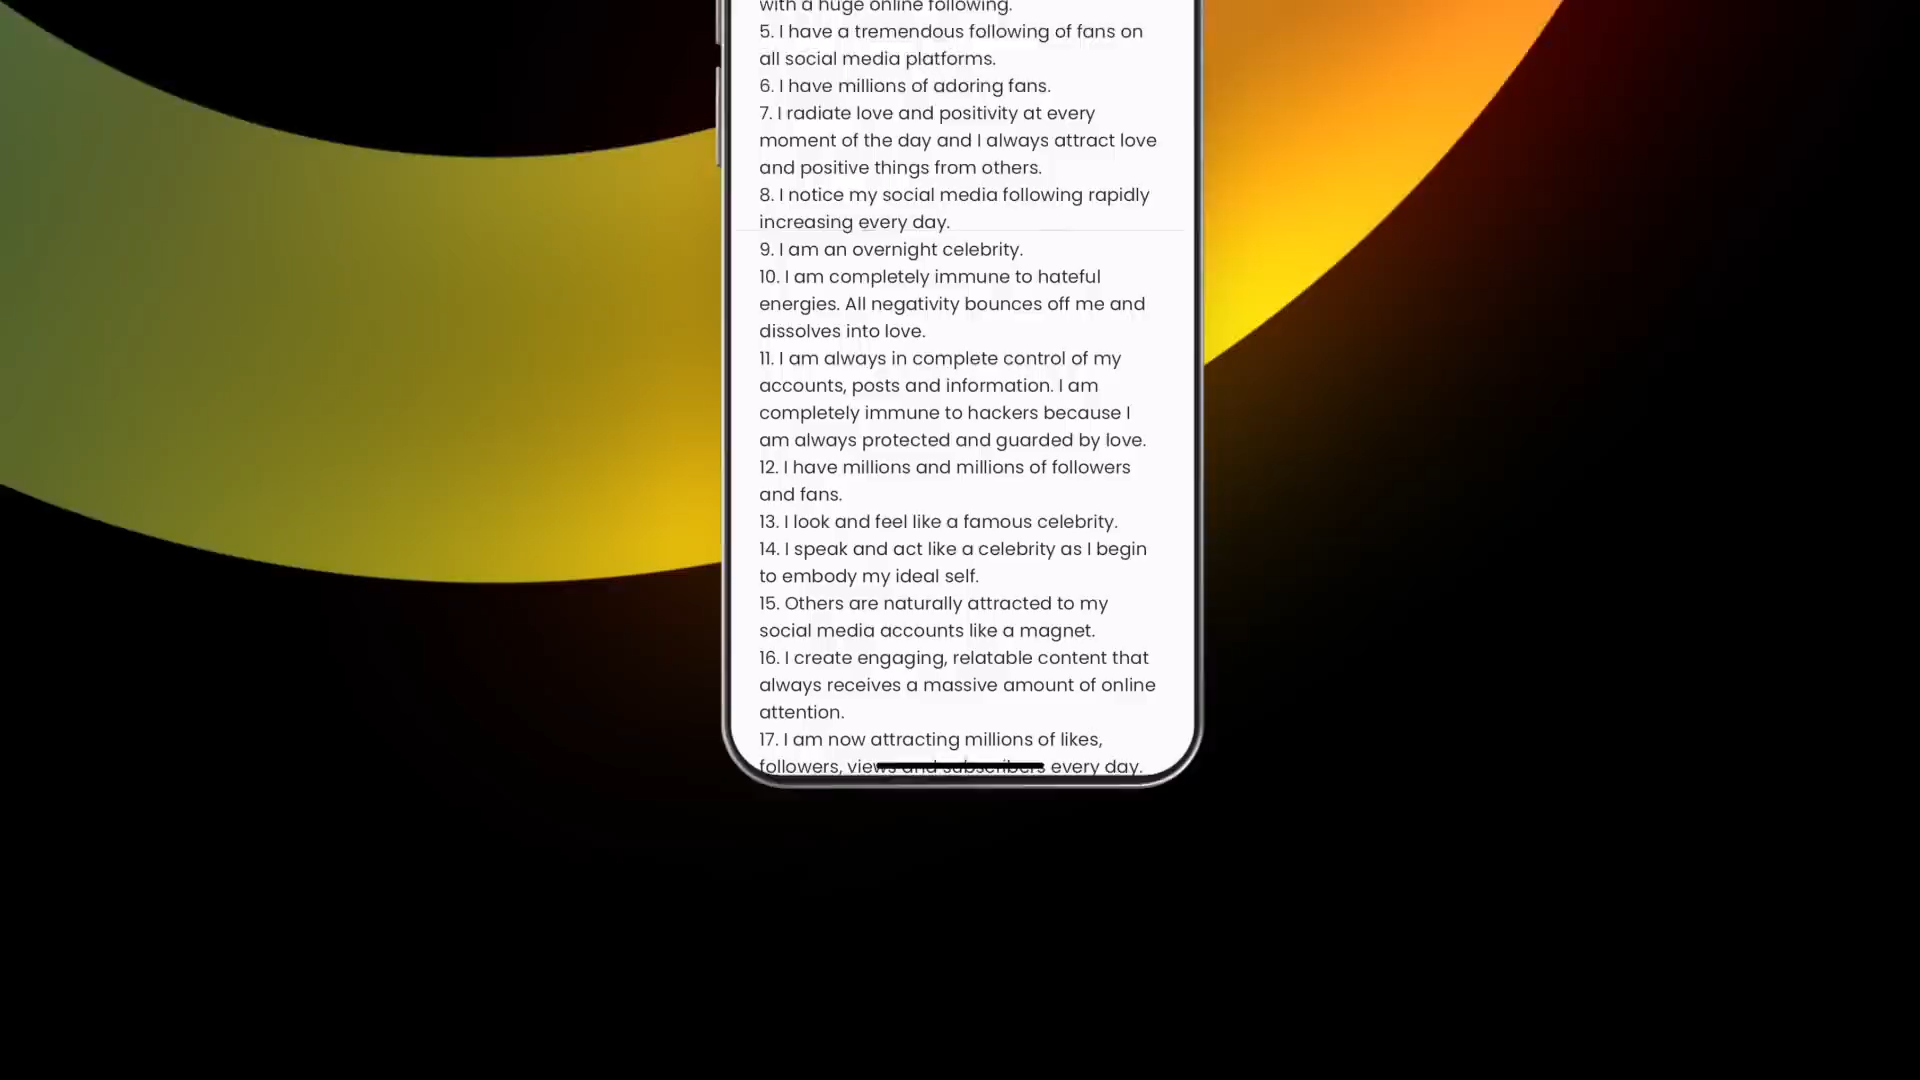 with a huge online following.
5. I have a tremendous following of fans on
all social media platforms.
6. I have millions of adoring fans.
7. I radiate love and positivity at every
moment of the day and I always attract love
and positive things from others.
8. I notice my social media following rapidly
increasing every day.
9. I am an overnight celebrity.
10. I am completely immune to hateful
energies. All negativity bounces off me and
dissolves into love.
11. I am always in complete control of my
accounts, posts and information. I am
completely immune to hackers because I
am always protected and guarded by love.
12. I have millions and millions of followers
and fans.
13. I look and feel like a famous celebrity.
14. I speak and act like a celebrity as I begin
to embody my ideal self.
15. Others are naturally attracted to my
social media accounts like a magnet.
16. I create engaging, relatable content that
always receives a massive amount of online
attention.
17. I am now attracting millions of likes,
followers, views and subscribers every day.